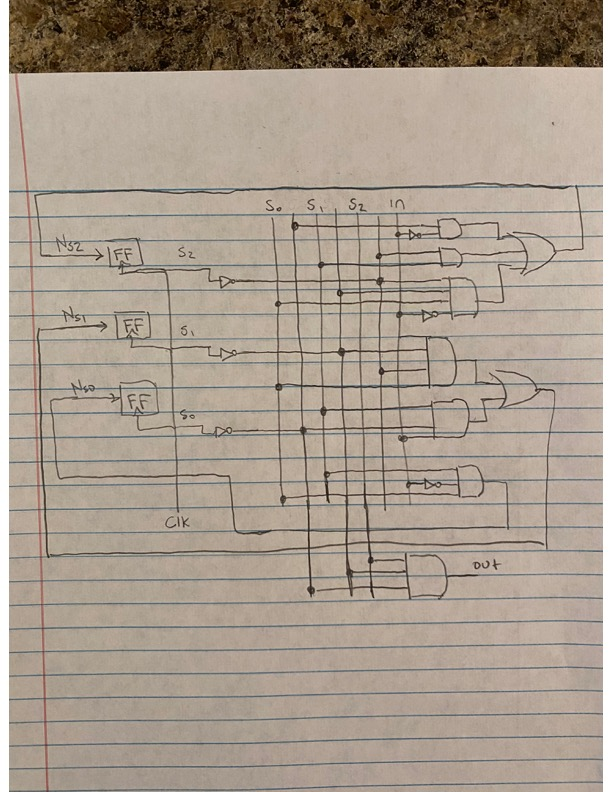 S0 S1 S2 in
NS2 FF S2
NS1 FF S1
NS0 FF S0
Clk
out